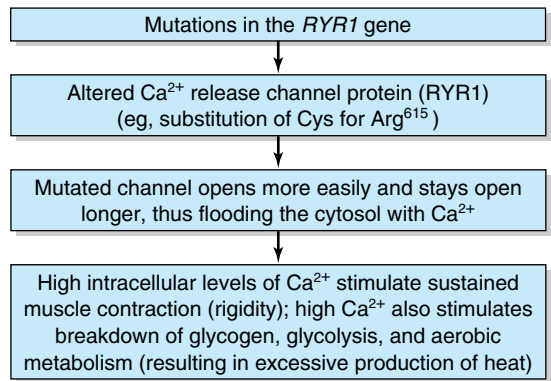 Mutations in the RYR1 gene
Altered Ca²⁺ release channel protein (RYR1)
(eg, substitution of Cys for Arg⁶¹⁵)
Mutated channel opens more easily and stays open
longer, thus flooding the cytosol with Ca²⁺
High intracellular levels of Ca²⁺ stimulate sustained
muscle contraction (rigidity); high Ca²⁺ also stimulates
breakdown of glycogen, glycolysis, and aerobic
metabolism (resulting in excessive production of heat)